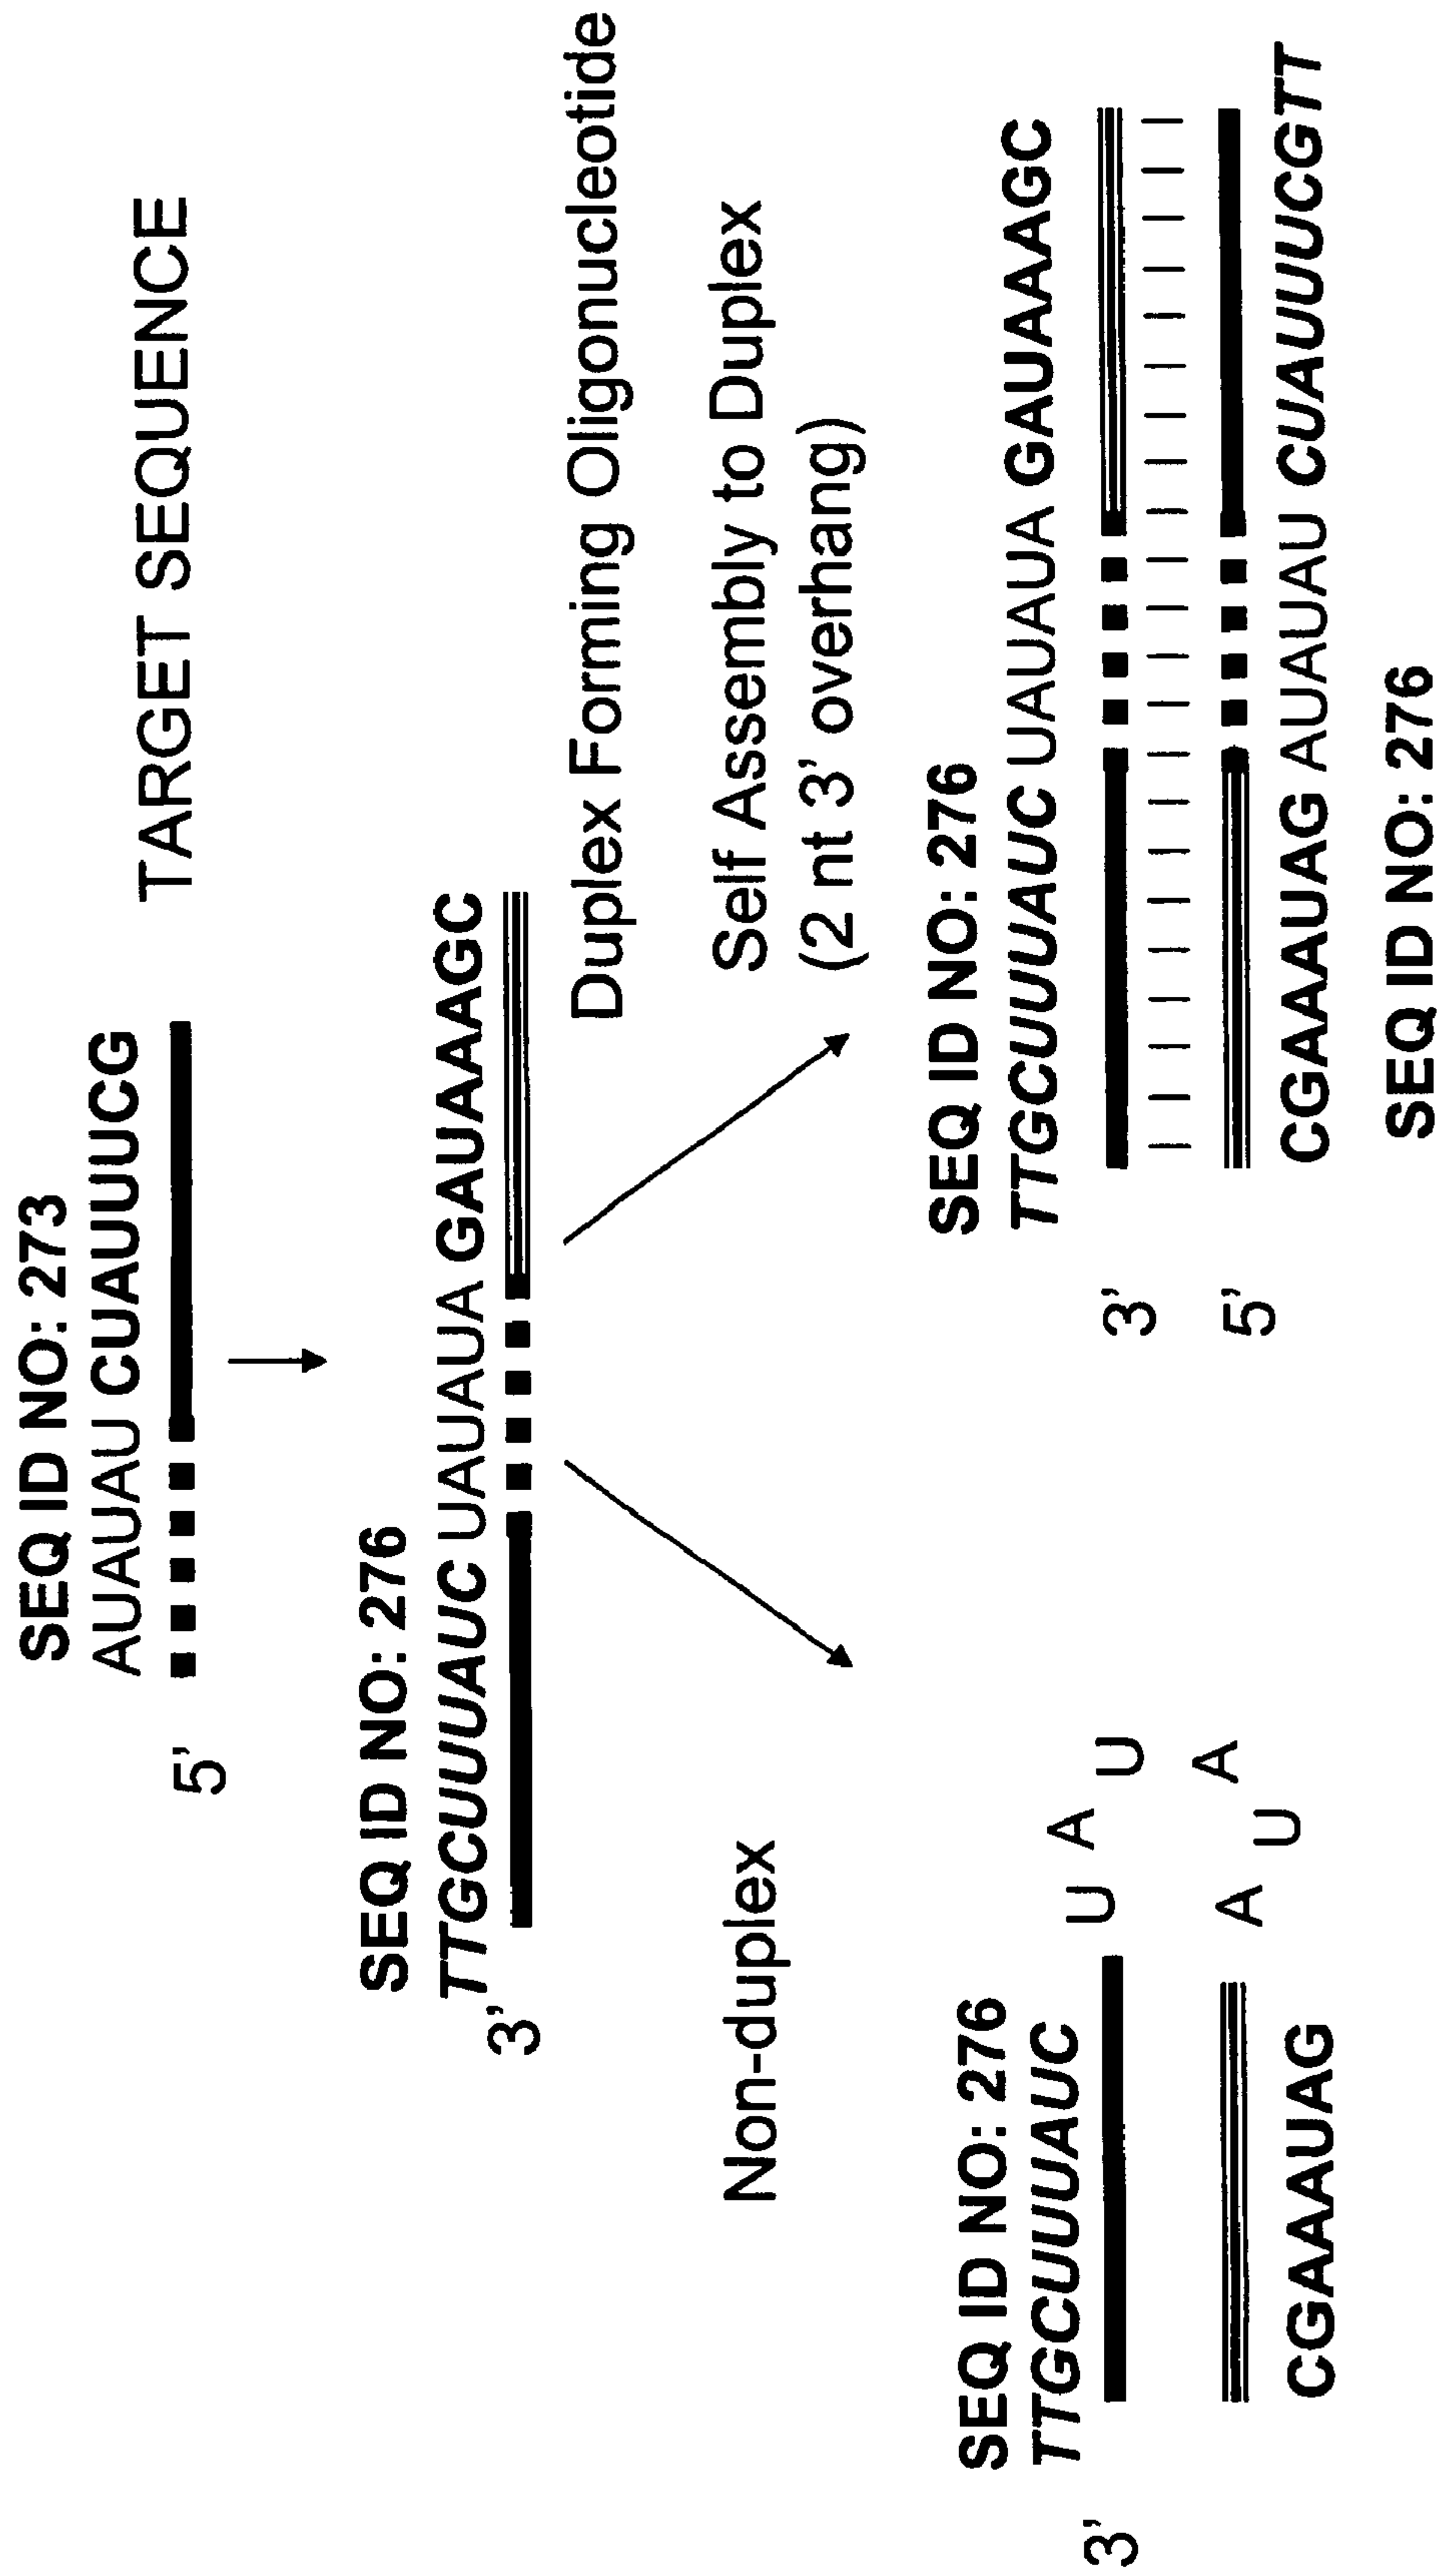 SEQ ID NO: 273
AUAUAU CUAUUUCG
5'
TARGET SEQUENCE
SEQ ID NO: 276
TTGCUUUAUC UAUAUA GAUAAAGC
3'
Duplex Forming Oligonucleotide
Non-duplex
Self Assembly to Duplex
(2 nt 3' overhang)
SEQ ID NO: 276
TTGCUUUAUC
3'
U A U
A U A
CGAAAUAG
SEQ ID NO: 276
TTGCUUUAUC UAUAUA GAUAAAGC
3'
5'
CGAAAUAG AUAUAU CUAUUUCGTT
SEQ ID NO: 276